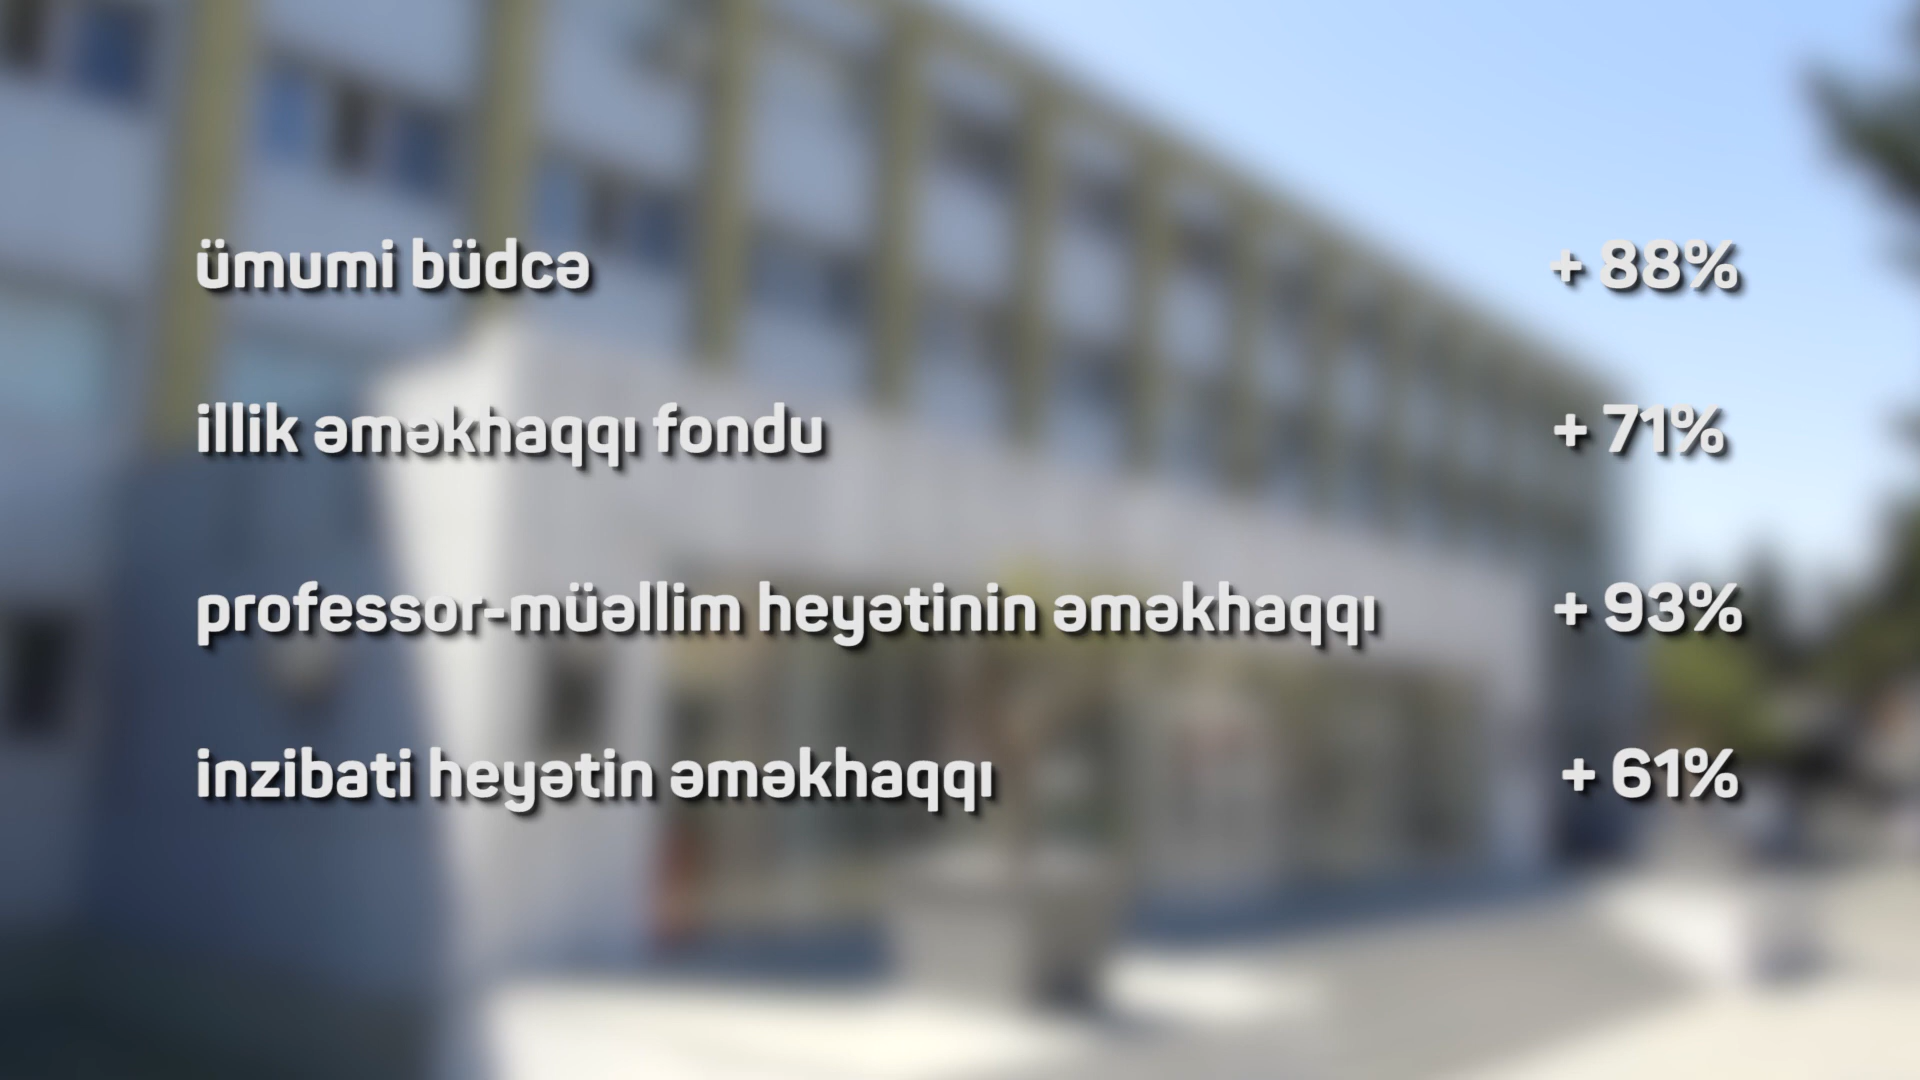 ümumi büdcə + 88%
illik əməkhaqqı fondu + 71%
professor-müəllim heyətinin əməkhaqqı + 93%
inzibati heyətin əməkhaqqı + 61%